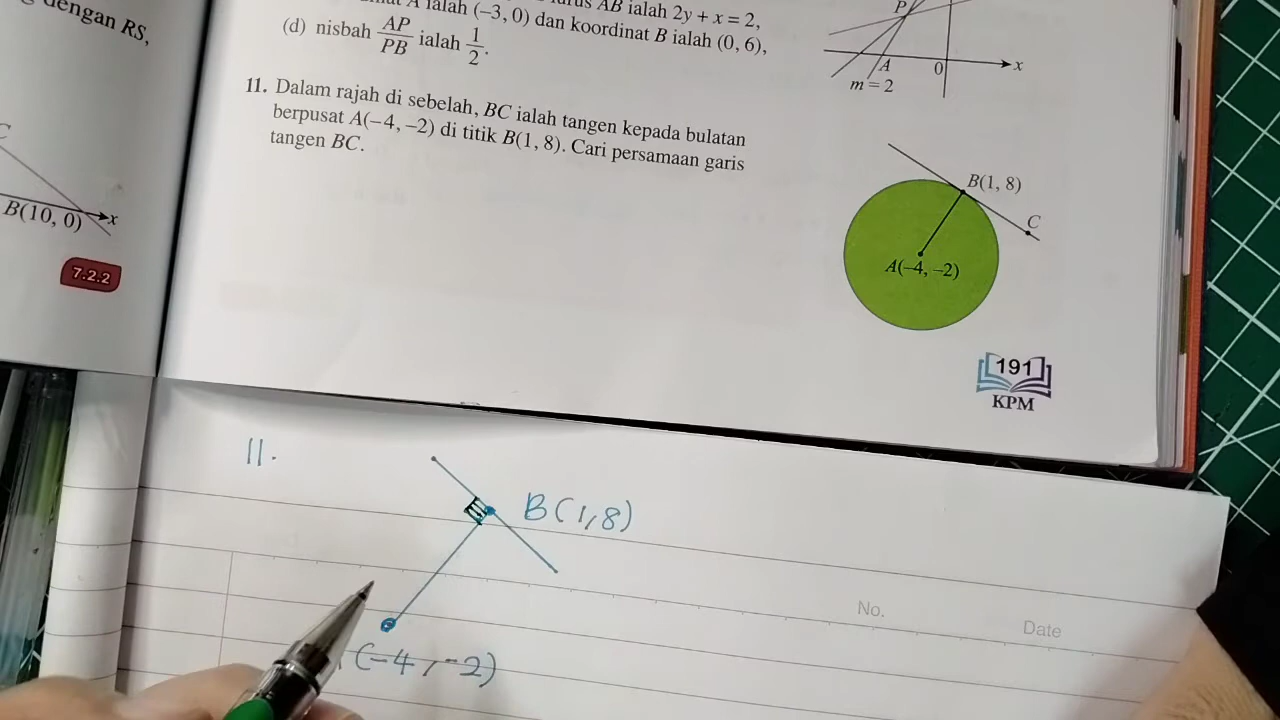 dengan RS,
B(10, 0) x
7.2.2
A ialah (–3, 0) dan koordinat B ialah (0, 6),
AB ialah 2y + x = 2,
(d) nisbah AP/PB ialah 1/2.
P
A 0 x
m = 2
11. Dalam rajah di sebelah, BC ialah tangen kepada bulatan
berpusat A(–4, –2) di titik B(1, 8). Cari persamaan garis
tangen BC.
B(1, 8)
C
A(–4, –2)
191
KPM
11.
B(1,8)
(-4,-2)
No.
Date